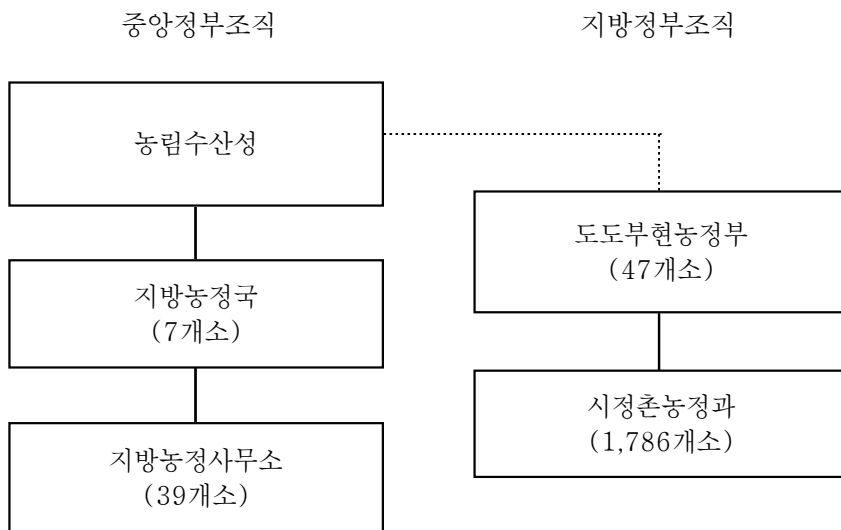 중앙정부조직
지방정부조직
농림수산성
지방농정국
(7개소)
지방농정사무소
(39개소)
도도부현농정부
(47개소)
시정촌농정과
(1,786개소)